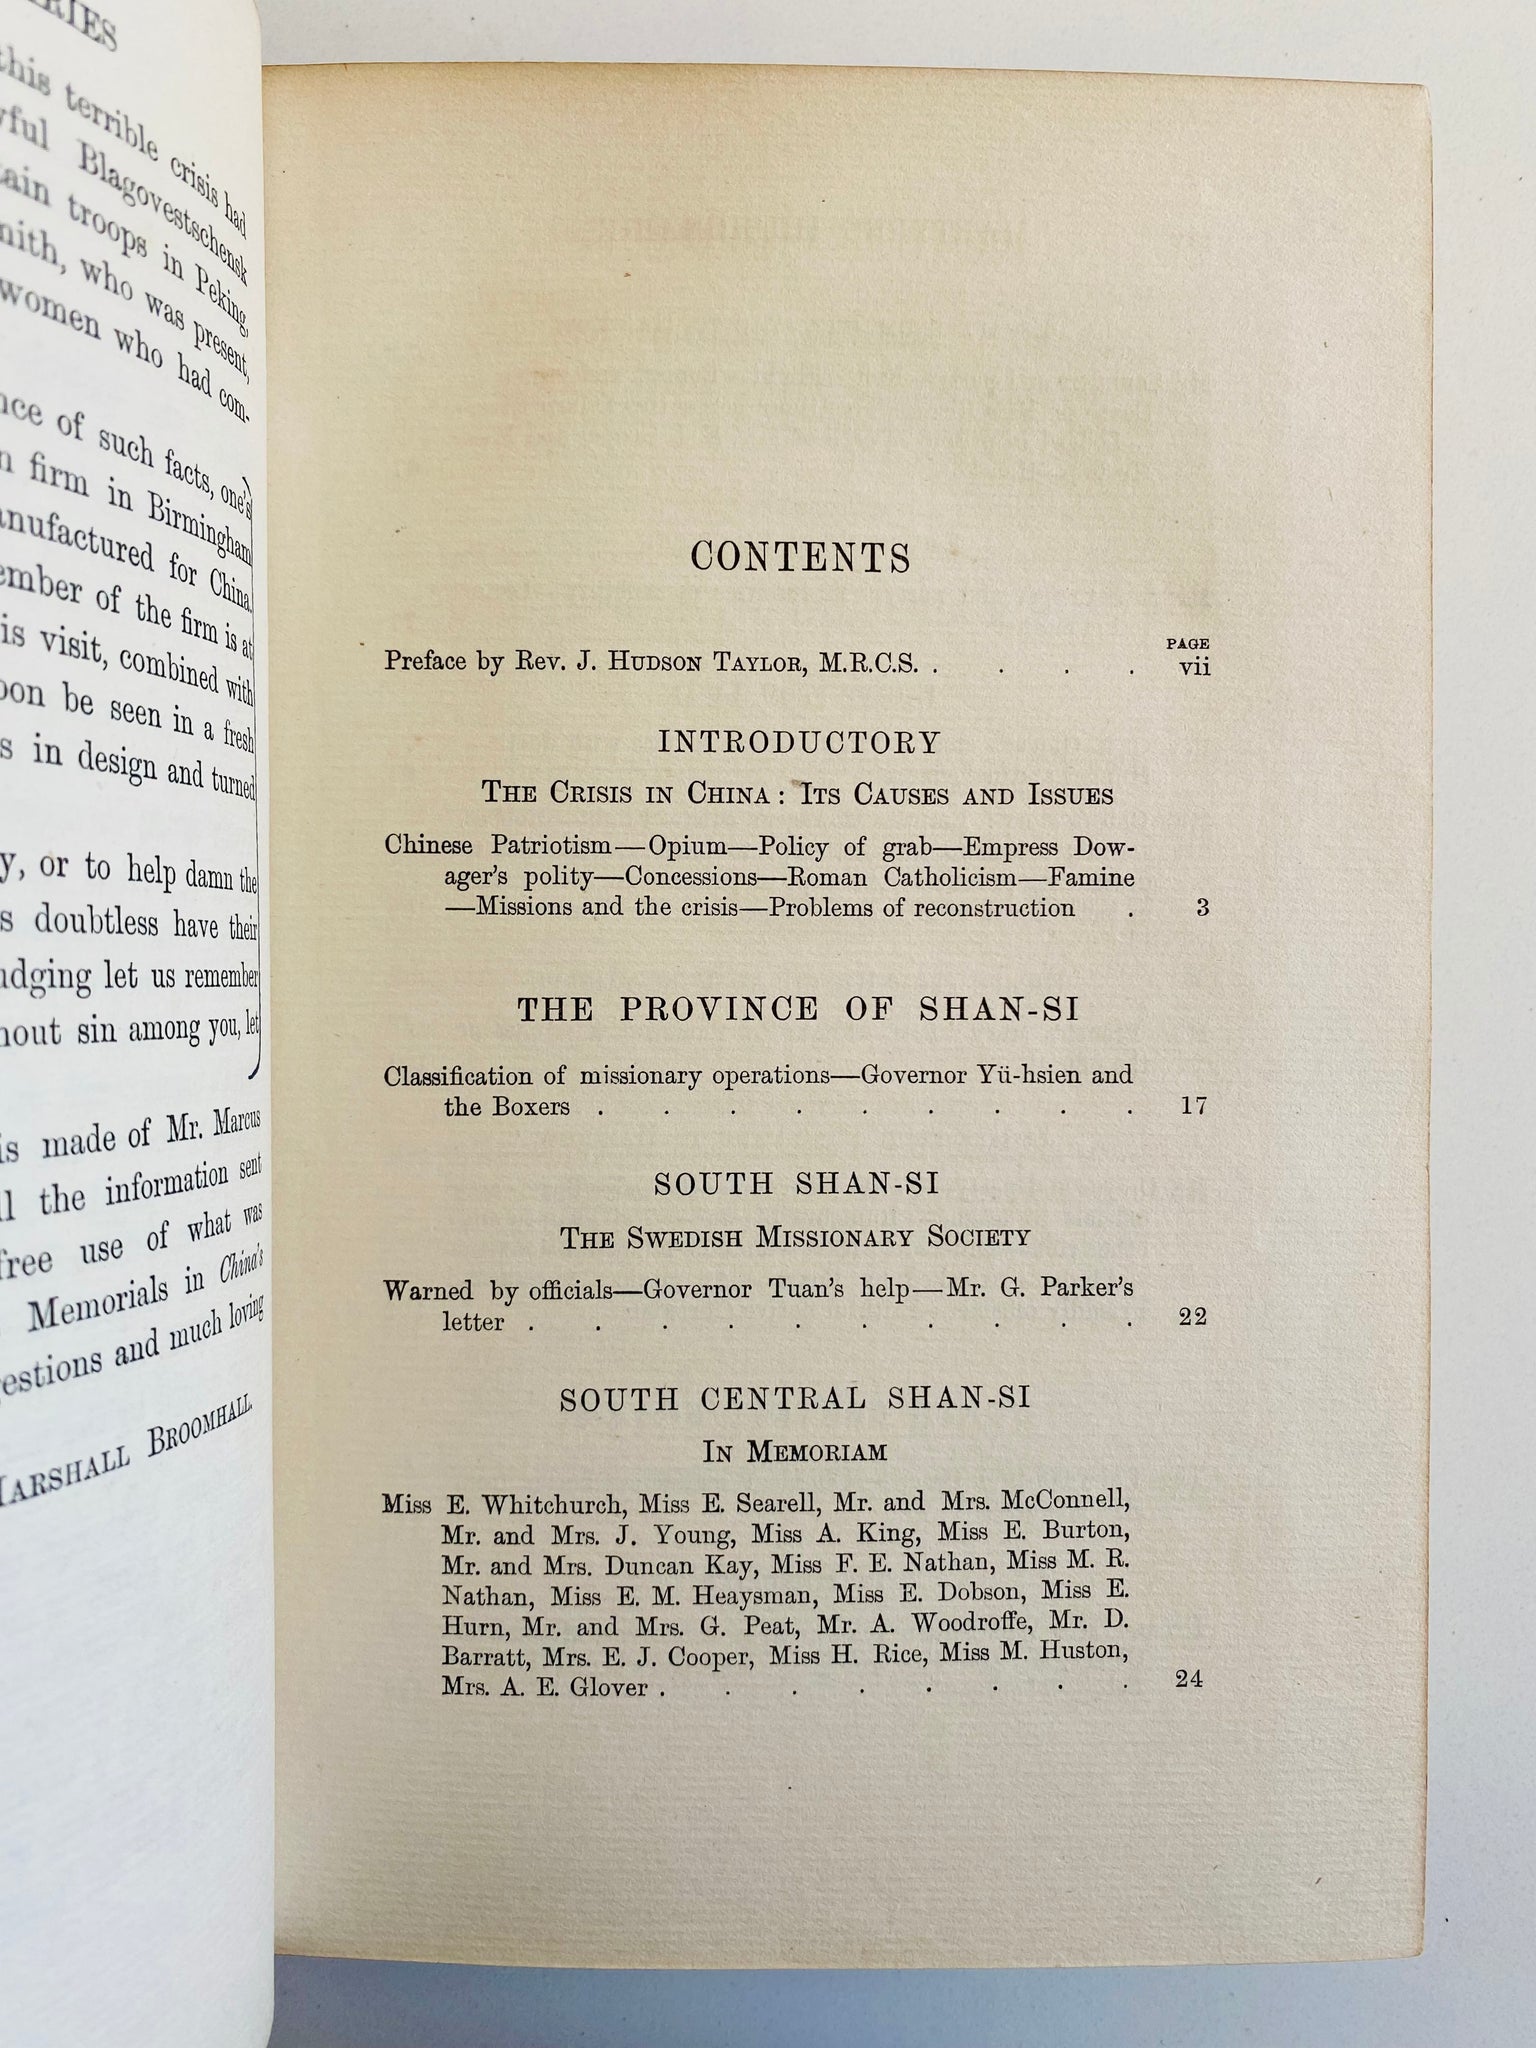 this terrible crisis had
Blagovestschensk
troops in Peking,
who was present,
women who had com-
of such facts, one's
firm in Birmingham
for China.
of the firm is at
visit, combined with
be seen in a fresh
in design and turned
or to help damn the
doubtless have their
let us remember
sin among you, let
is made of Mr. Marcus
the information sent
free use of what was
Memorials in China's
and much loving
MARSHALL BROOMHALL.
CONTENTS
PAGE
Preface by Rev. J. HUDSON TAYLOR, M.R.C.S. . . . . vii
INTRODUCTORY
THE CRISIS IN CHINA: ITS CAUSES AND ISSUES
Chinese Patriotism—Opium—Policy of grab—Empress Dow-
ager's polity—Concessions—Roman Catholicism—Famine
—Missions and the crisis—Problems of reconstruction . 3
THE PROVINCE OF SHAN-SI
Classification of missionary operations—Governor Yü-hsien and
the Boxers . . . . . . . . . 17
SOUTH SHAN-SI
THE SWEDISH MISSIONARY SOCIETY
Warned by officials—Governor Tuan's help—Mr. G. Parker's
letter . . . . . . . . . . 22
SOUTH CENTRAL SHAN-SI
IN MEMORIAM
Miss E. Whitchurch, Miss E. Searell, Mr. and Mrs. McConnell,
Mr. and Mrs. J. Young, Miss A. King, Miss E. Burton,
Mr. and Mrs. Duncan Kay, Miss F. E. Nathan, Miss M. R.
Nathan, Miss E. M. Heaysman, Miss E. Dobson, Miss E.
Hurn, Mr. and Mrs. G. Peat, Mr. A. Woodroffe, Mr. D.
Barratt, Mrs. E. J. Cooper, Miss H. Rice, Miss M. Huston,
Mrs. A. E. Glover . . . . . . . . 24